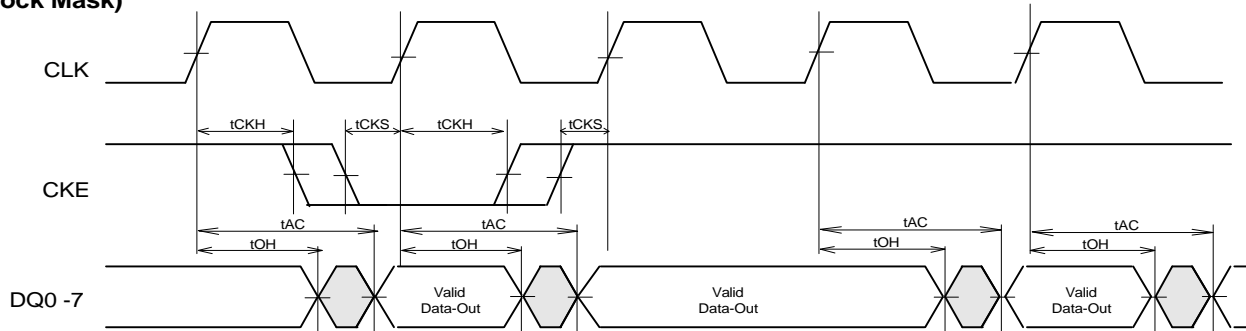 ock Mask)
CLK
tCKH tCKS tCKH tCKS
CKE
tAC tAC tAC tAC
tOH tOH tOH tOH
DQ0 -7
Valid Valid Valid
Data-Out Data-Out Data-Out